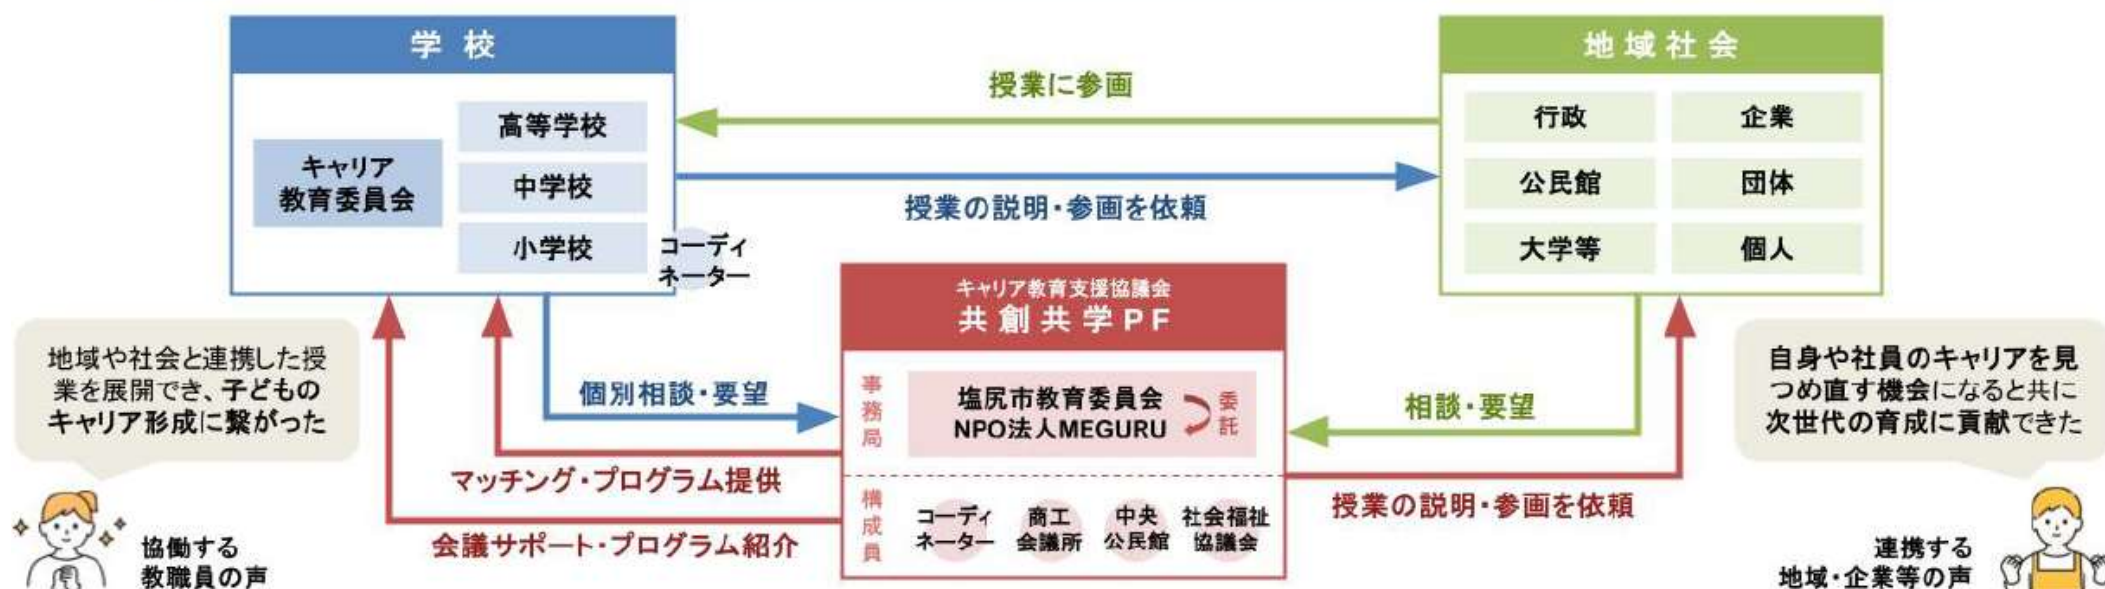 学校
キャリア
教育委員会
高等学校
中学校
小学校
コーディ
ネーター
授業に参画
授業の説明・参画を依頼
地域社会
行政
企業
公民館
団体
大学等
個人
キャリア教育支援協議会
共創共学PF
事務局
塩尻市教育委員会
NPO法人MEGURU
委託
構成員
コーディ
ネーター
商工
会議所
中央
公民館
社会福祉
協議会
個別相談・要望
マッチング・プログラム提供
会議サポート・プログラム紹介
相談・要望
授業の説明・参画を依頼
地域や社会と連携した授
業を展開でき、子どもの
キャリア形成に繋がった
協働する
教職員の声
自身や社員のキャリアを見
つめ直す機会になると共に
次世代の育成に貢献できた
連携する
地域・企業等の声